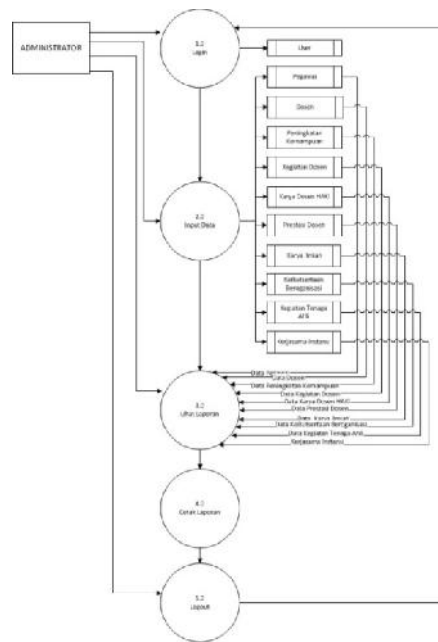 ADMINISTRATOR
1.0
Login
User
Pegawai
Dosen
Peningkatan
Kemampuan
Kegiatan Dosen
2.0
Input Data
Karya Dosen HAKI
Prestasi Dosen
Karya Ilmiah
Keikutsertaan
Berorganisasi
Kegiatan Tenaga
Ahli
Kerjasama Instansi
Data Dosen
Data Peningkatan Kemampuan
Data Kegiatan Dosen
Data Karya Dosen HAKI
Data Prestasi Dosen
Data Karya Ilmiah
Data Keikutsertaan Berorganisasi
Data Kegiatan Tenaga Ahli
Kerjasama Instansi
3.0
Lihat Laporan
4.0
Cetak Laporan
5.0
Logout